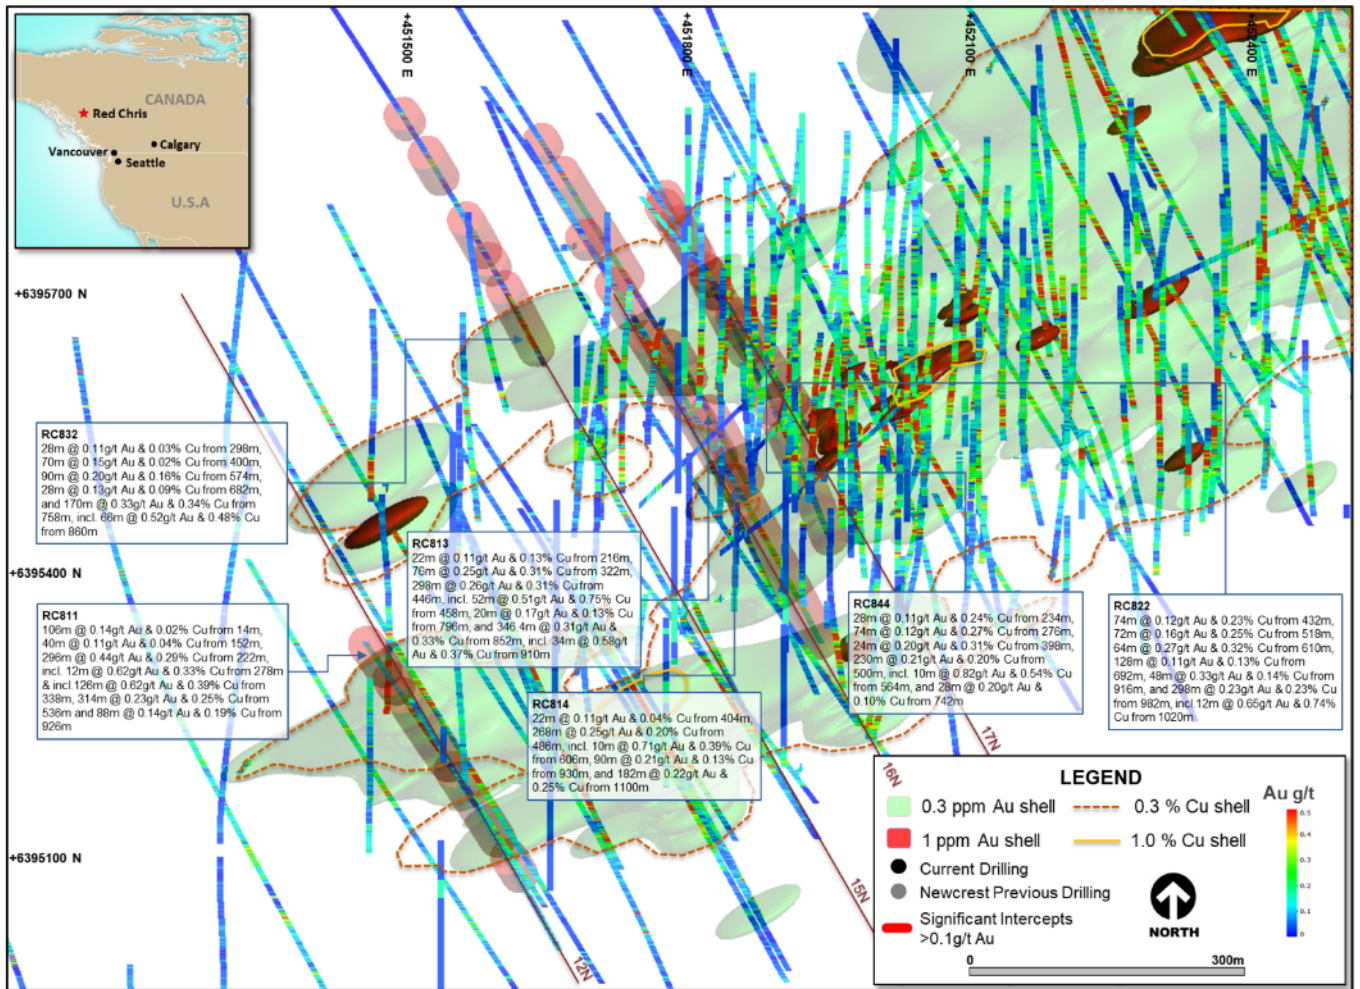 +451500 E
+451800 E
+452100 E
+452400 E
CANADA
Red Chris
Vancouver
Calgary
Seattle
U.S.A
+6395700 N
RC832
28m @ 0.11g/t Au & 0.03% Cu from 298m,
70m @ 0.15g/t Au & 0.02% Cu from 400m,
90m @ 0.20g/t Au & 0.16% Cu from 574m,
28m @ 0.13g/t Au & 0.09% Cu from 682m,
and 170m @ 0.33g/t Au & 0.34% Cu from
758m, incl. 66m @ 0.52g/t Au & 0.48% Cu
from 860m
RC813
22m @ 0.11g/t Au & 0.13% Cu from 216m,
76m @ 0.25g/t Au & 0.31% Cu from 322m,
298m @ 0.26g/t Au & 0.31% Cu from
446m, incl. 52m @ 0.51g/t Au & 0.75% Cu
from 458m, 20m @ 0.17g/t Au & 0.13% Cu
from 796m, and 346.4m @ 0.31g/t Au &
0.33% Cu from 852m, incl. 34m @ 0.58g/t
Au & 0.37% Cu from 910m
+6395400 N
RC811
106m @ 0.14g/t Au & 0.02% Cu from 14m,
40m @ 0.11g/t Au & 0.04% Cu from 152m,
296m @ 0.44g/t Au & 0.29% Cu from 222m,
incl. 12m @ 0.62g/t Au & 0.33% Cu from 278m
& incl.126m @ 0.62g/t Au & 0.39% Cu from
338m, 314m @ 0.23g/t Au & 0.25% Cu from
536m and 88m @ 0.14g/t Au & 0.19% Cu from
926m
RC844
28m @ 0.11g/t Au & 0.24% Cu from 234m,
74m @ 0.12g/t Au & 0.27% Cu from 276m,
24m @ 0.20g/t Au & 0.31% Cu from 398m,
230m @ 0.21g/t Au & 0.20% Cu from
500m, incl. 10m @ 0.82g/t Au & 0.54% Cu
from 564m, and 28m @ 0.20g/t Au &
0.10% Cu from 742m
RC822
74m @ 0.12g/t Au & 0.23% Cu from 432m,
72m @ 0.16g/t Au & 0.25% Cu from 518m,
64m @ 0.27g/t Au & 0.32% Cu from 610m,
128m @ 0.11g/t Au & 0.13% Cu from
692m, 48m @ 0.33g/t Au & 0.14% Cu from
916m, and 298m @ 0.23g/t Au & 0.23% Cu
from 982m, incl.12m @ 0.65g/t Au & 0.74%
Cu from 1020m
RC814
22m @ 0.11g/t Au & 0.04% Cu from 404m,
268m @ 0.25g/t Au & 0.20% Cu from
486m, incl. 10m @ 0.71g/t Au & 0.39% Cu
from 606m, 90m @ 0.21g/t Au & 0.13% Cu
from 930m, and 182m @ 0.22g/t Au &
0.25% Cu from 1100m
+6395100 N
12N
15N
16N
17N
LEGEND
0.3 ppm Au shell
0.3 % Cu shell
1 ppm Au shell
1.0 % Cu shell
Current Drilling
Newcrest Previous Drilling
Significant Intercepts
>0.1g/t Au
NORTH
Au g/t
0.5
0.4
0.3
0.2
0.1
0
0
300m